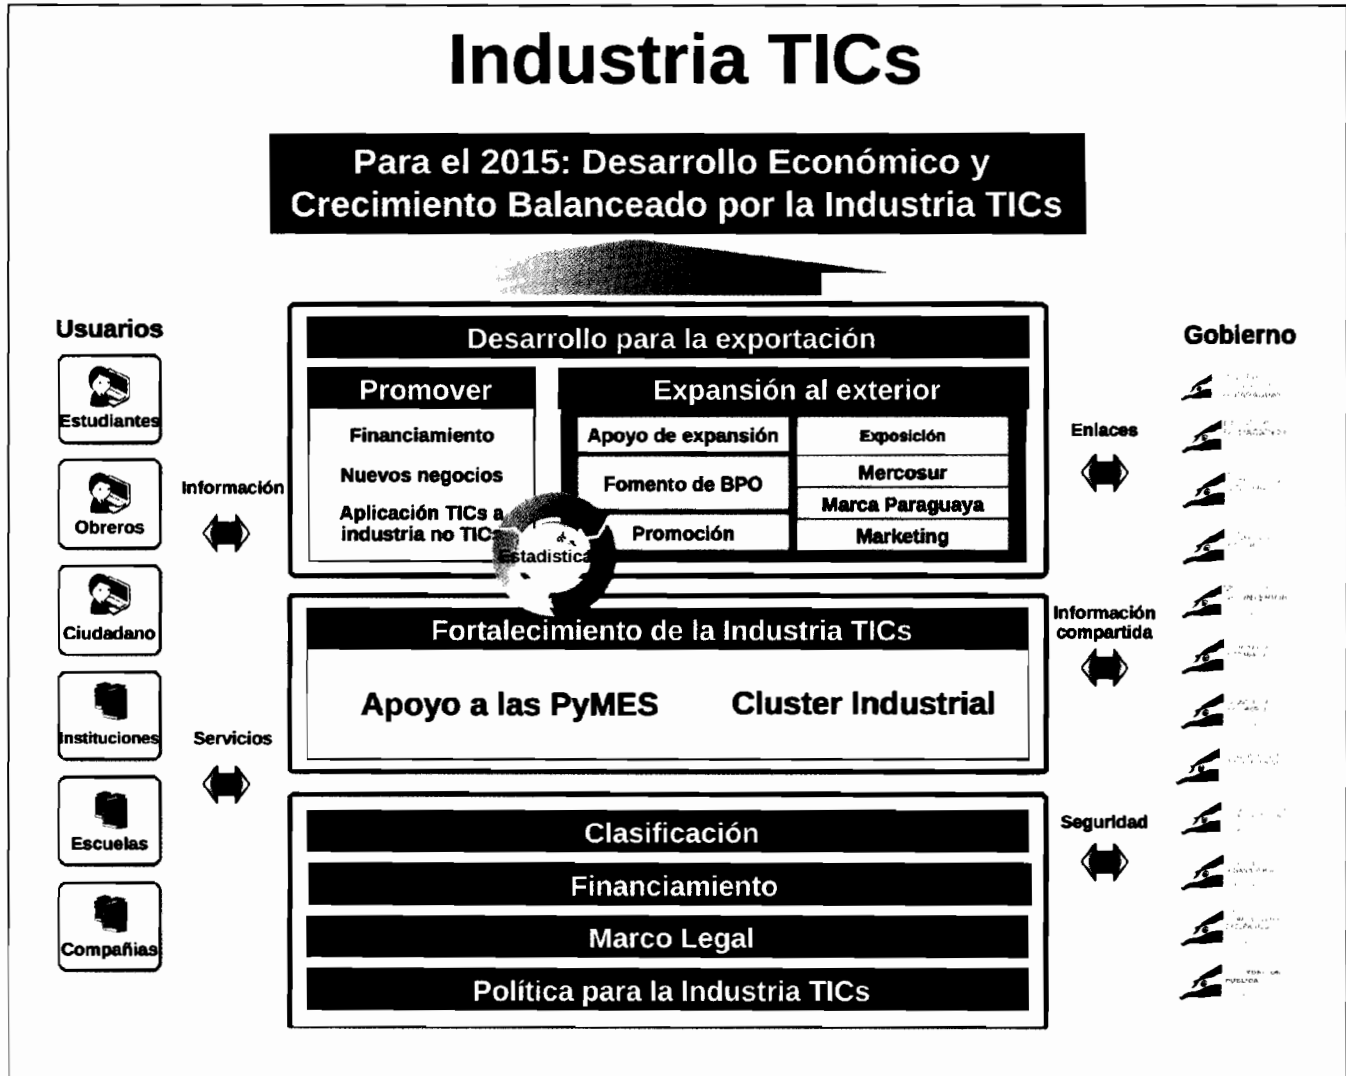 Industria TICs
Para el 2015: Desarrollo Económico y
Crecimiento Balanceado por la Industria TICs
Usuarios
Estudiantes
Obreros
Ciudadano
Instituciones
Escuelas
Compañias
Información
Servicios
Desarrollo para la exportación
Promover
Financiamiento
Nuevos negocios
Aplicación TICs a
industria no TICs
Expansión al exterior
Apoyo de expansión
Fomento de BPO
Promoción
Exposición
Mercosur
Marca Paraguaya
Marketing
Estadistica
Fortalecimiento de la Industria TICs
Apoyo a las PyMES
Cluster Industrial
Clasificación
Financiamiento
Marco Legal
Política para la Industria TICs
Enlaces
Información
compartida
Seguridad
Gobierno